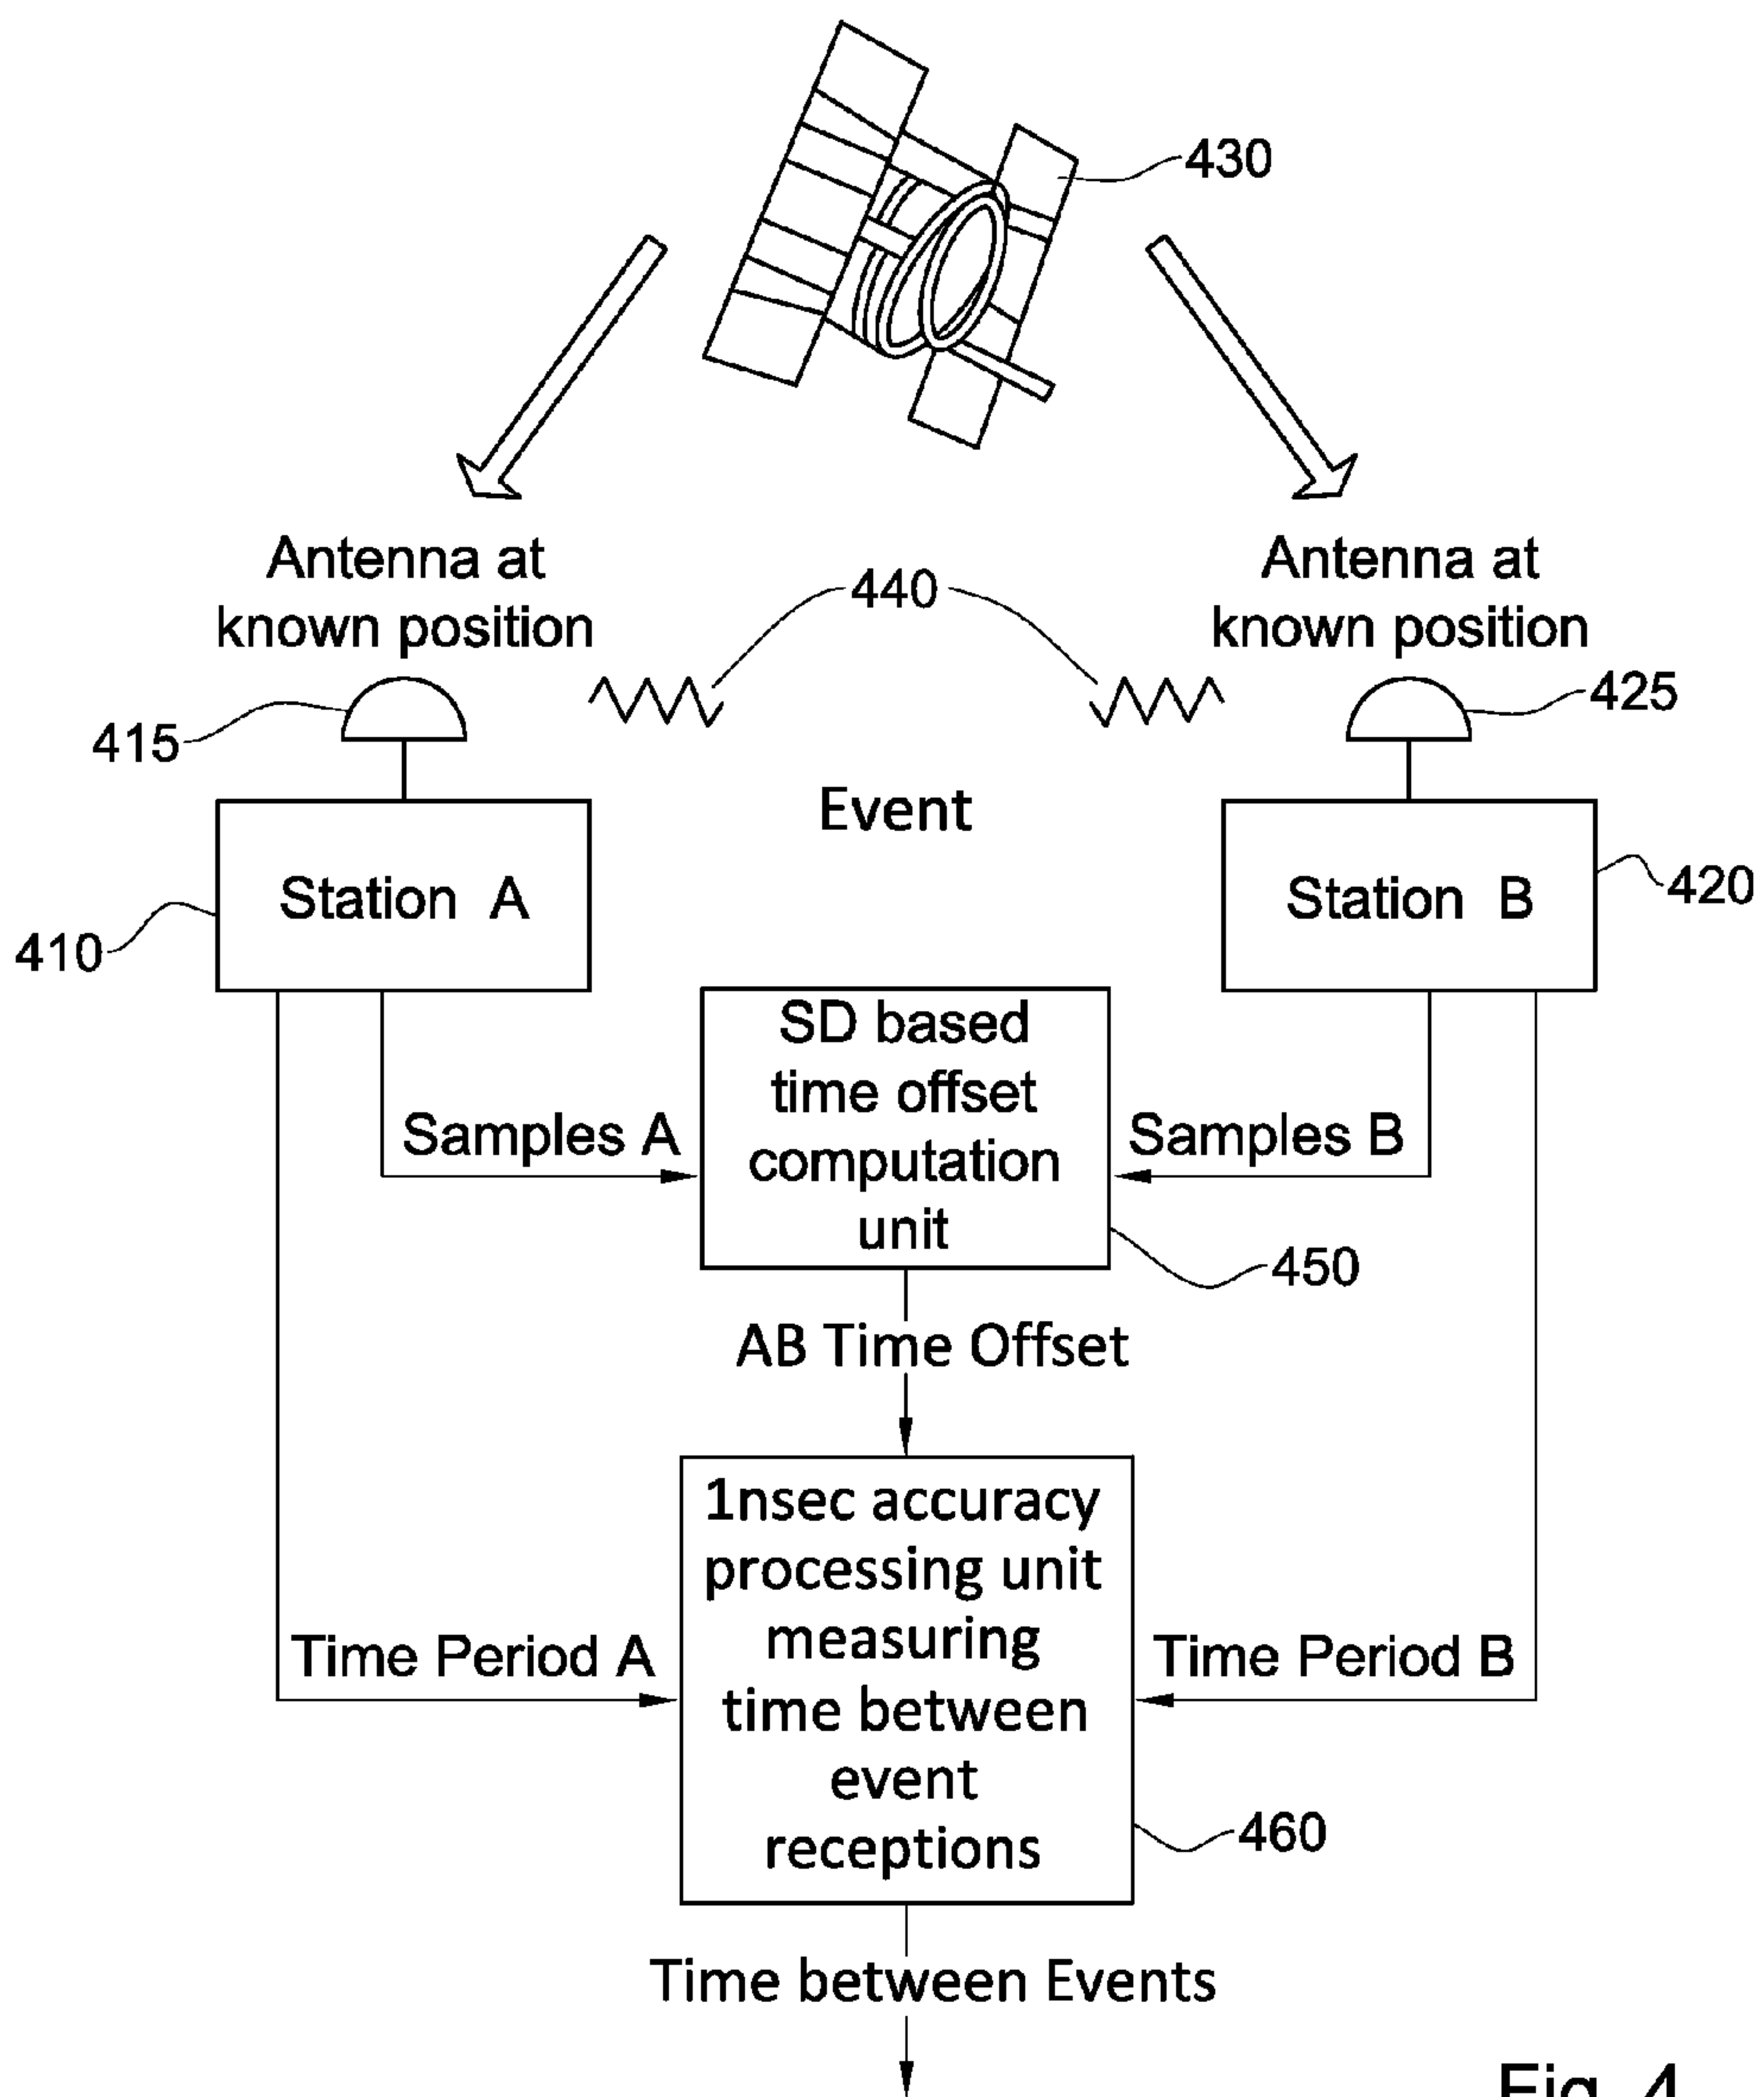 430
Antenna at
known position
440
Antenna at
known position
415
425
Event
Station A
Station B
410
420
SD based
time offset
computation
unit
Samples A
Samples B
450
AB Time Offset
1nsec accuracy
processing unit
measuring
time between
event
receptions
Time Period A
Time Period B
460
Time between Events
Fig. 4